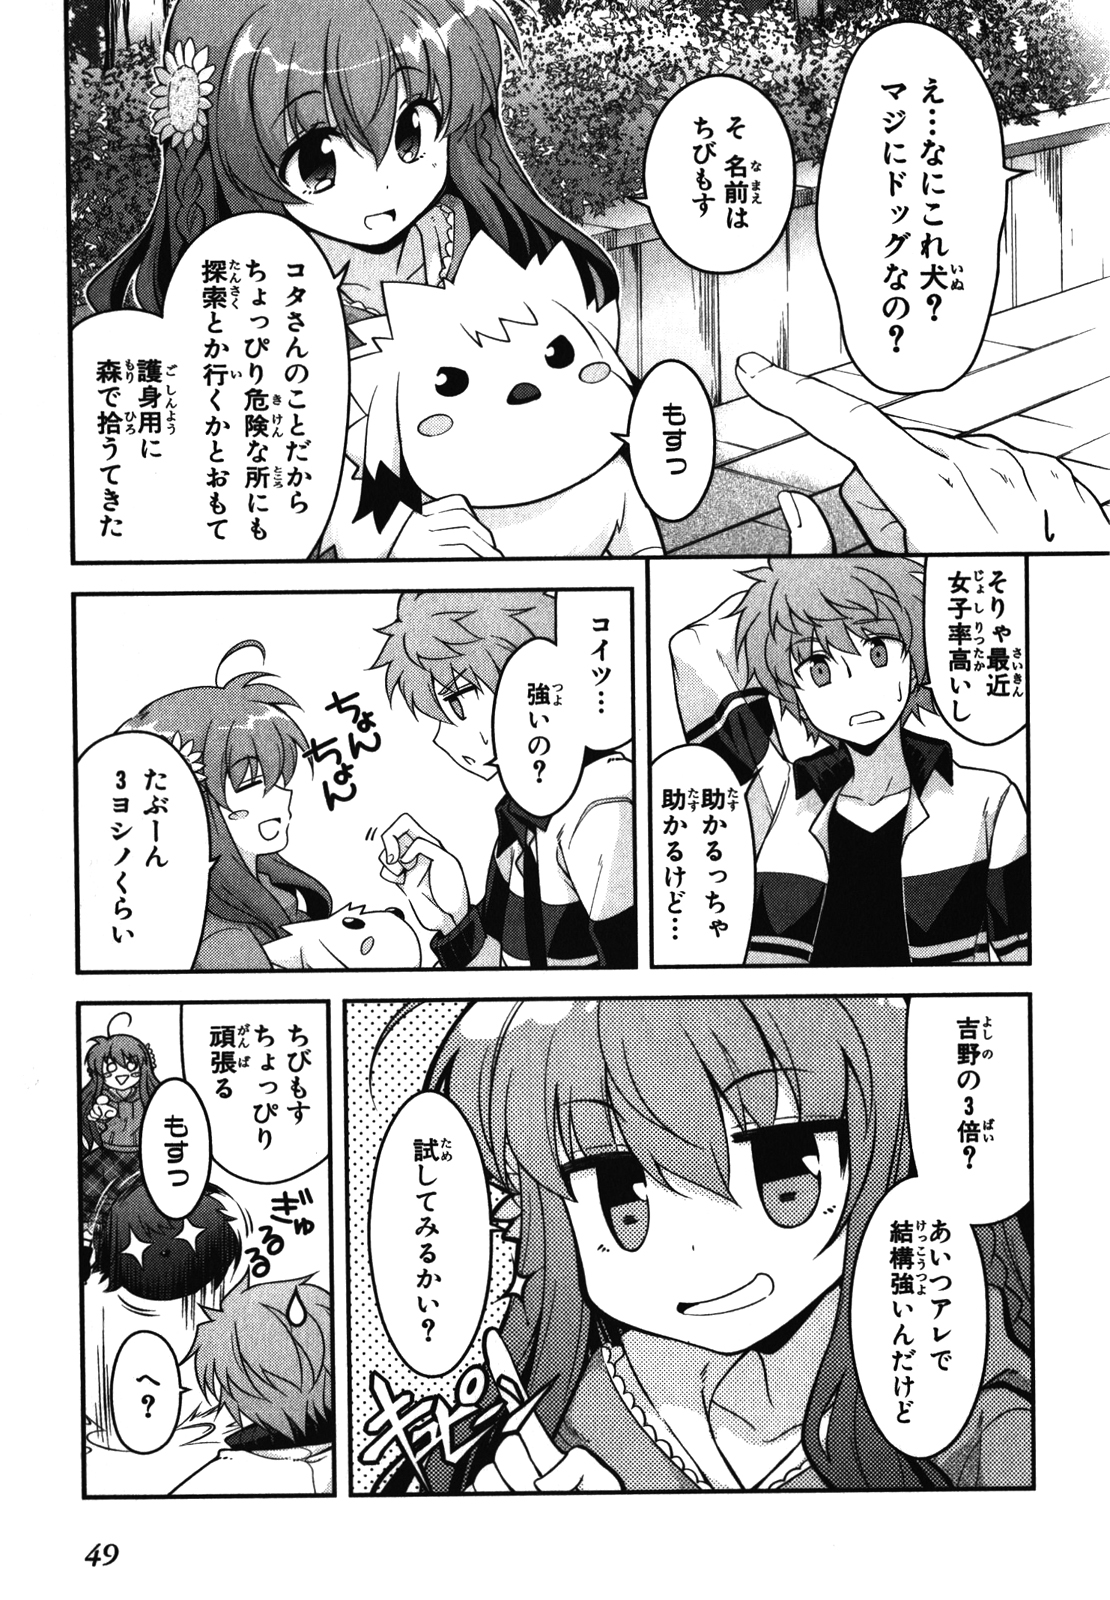 え…なにこれ犬？
マジにドッグなの？
そ 名前は
ちびもす
もすっ
コタさんのことだから
ちょっぴり危険な所にも
探索とか行くかとおもて
護身用に
森で拾うてきた
そりゃ最近
女子率高いし
助かるっちゃ
助かるけど…
コイツ…
強いの？
ちょん
ちょん
たぶーん
3ヨシノくらい
吉野の3倍？
あいつアレで
結構強いんだけど
試してみるかい？
キュピーン
ちびもす
ちょっぴり
頑張る
もすっ
ぎゅ
るるる
へ？
49